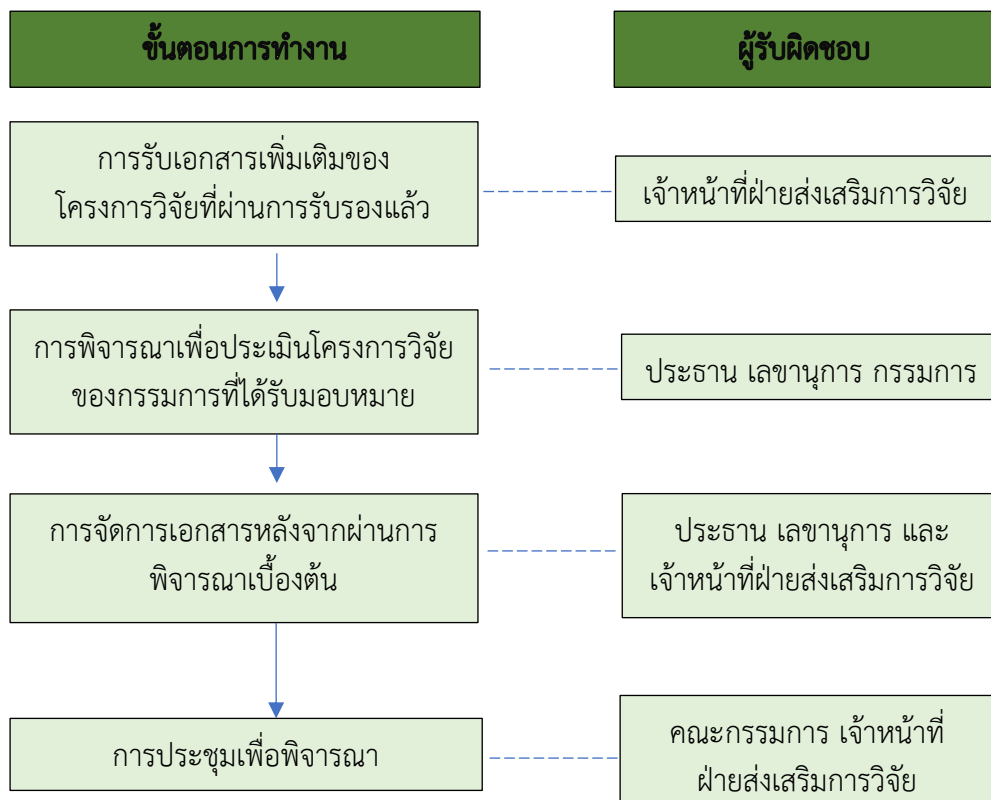 ขั้นตอนการทำงาน
ผู้รับผิดชอบ
การรับเอกสารเพิ่มเติมของ
โครงการวิจัยที่ผ่านการรับรองแล้ว
เจ้าหน้าที่ฝ่ายส่งเสริมการวิจัย
การพิจารณาเพื่อประเมินโครงการวิจัย
ของกรรมการที่ได้รับมอบหมาย
ประธาน เลขานุการ กรรมการ
การจัดการเอกสารหลังจากผ่านการ
พิจารณาเบื้องต้น
ประธาน เลขานุการ และ
เจ้าหน้าที่ฝ่ายส่งเสริมการวิจัย
การประชุมเพื่อพิจารณา
คณะกรรมการ เจ้าหน้าที่
ฝ่ายส่งเสริมการวิจัย